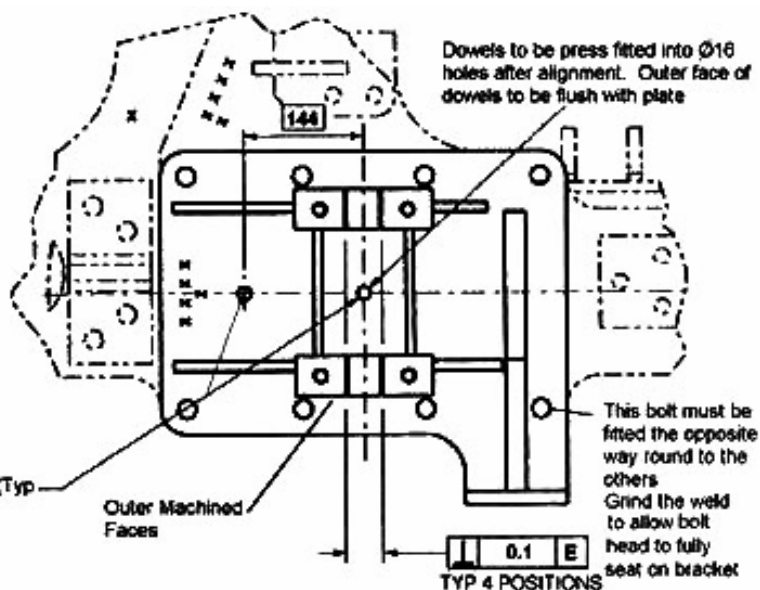 Dowels to be press fitted into Ø16
holes after alignment. Outer face of
dowels to be flush with plate
144
This bolt must be
fitted the opposite
way round to the
others
Grind the weld
to allow bolt
head to fully
seat on bracket
(Typ
Outer Machined
Faces
⊥ 0.1 E
TYP 4 POSITIONS